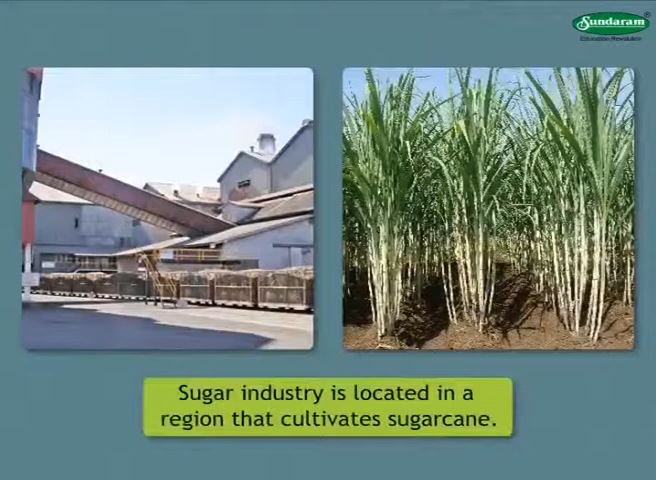 Sundaram
Sugar industry is located in a
region that cultivates sugarcane.